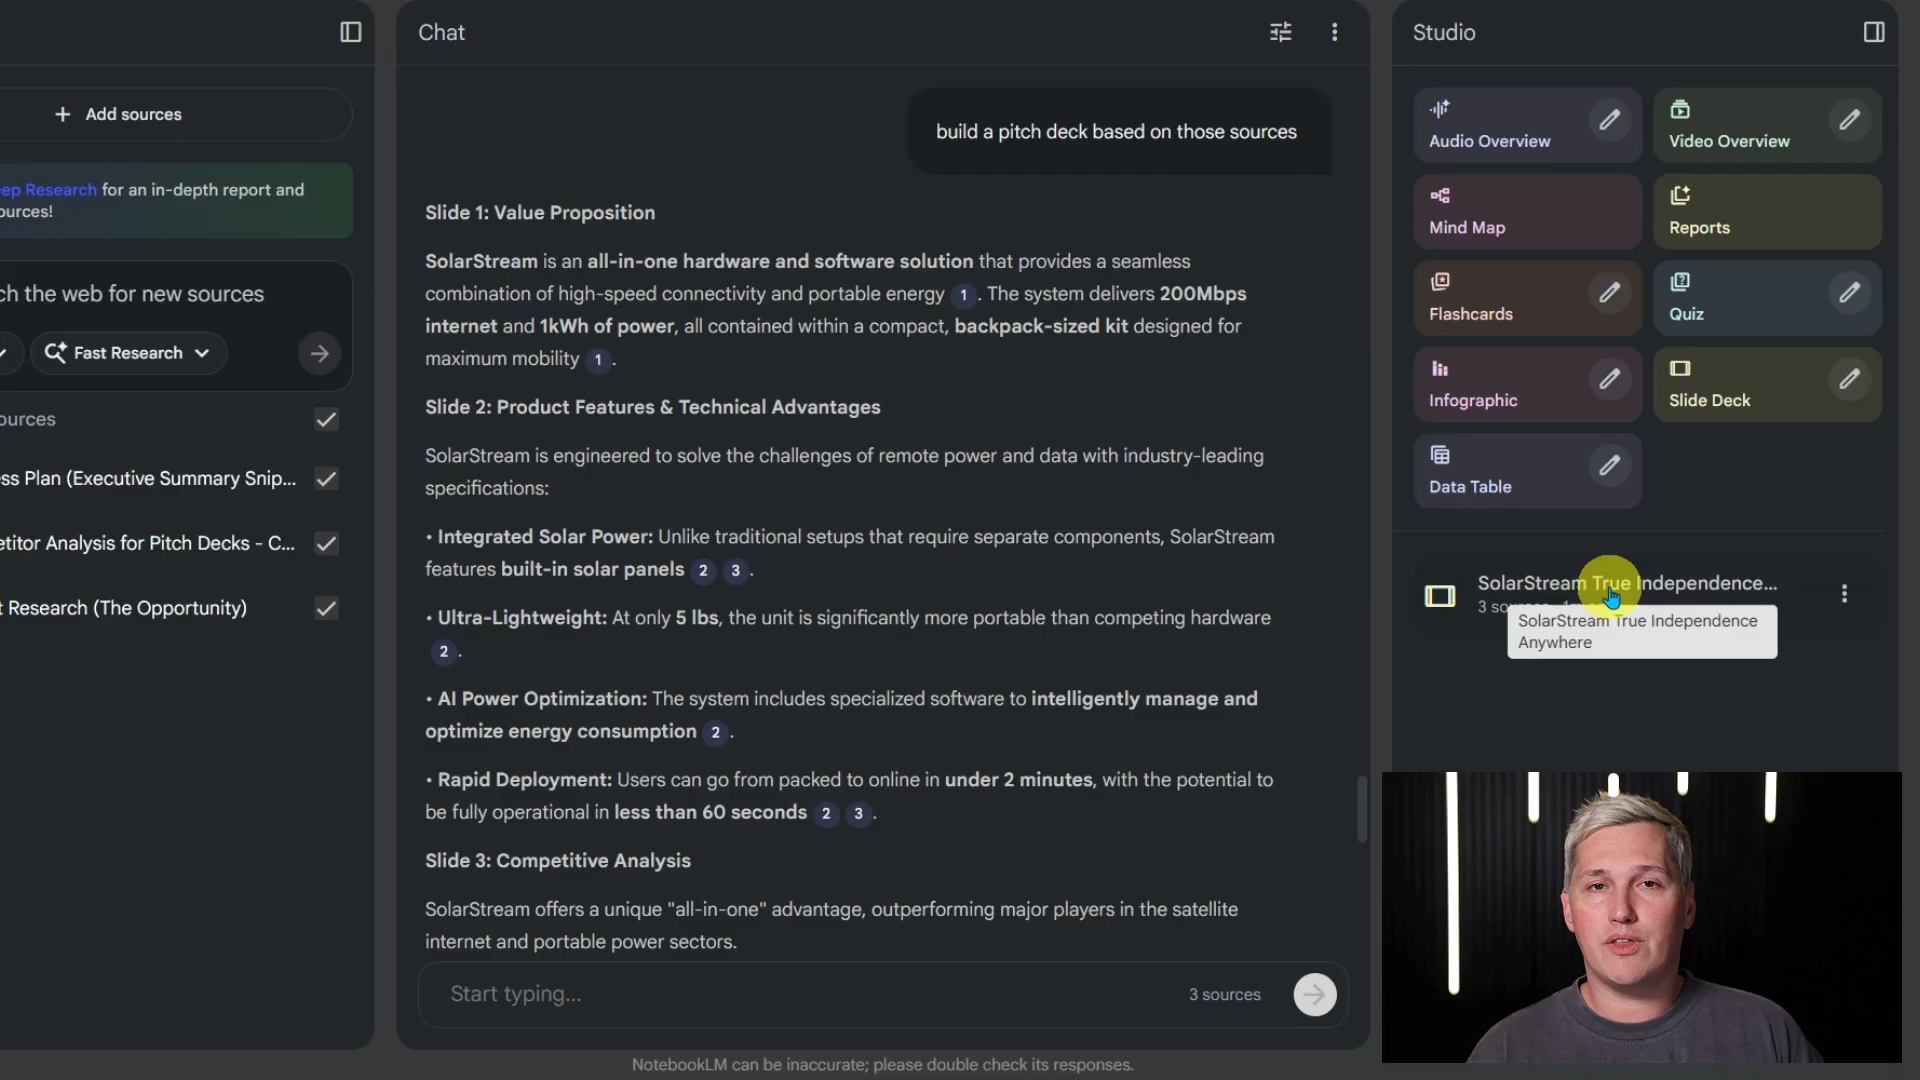 Add sources
eep Research for an in-depth report and
ources!
ch the web for new sources
Fast Research
ources
ss Plan (Executive Summary Snip...
etitor Analysis for Pitch Decks - C...
t Research (The Opportunity)
Chat
build a pitch deck based on those sources
Slide 1: Value Proposition
SolarStream is an all-in-one hardware and software solution that provides a seamless
combination of high-speed connectivity and portable energy 1 . The system delivers 200Mbps
internet and 1kWh of power, all contained within a compact, backpack-sized kit designed for
maximum mobility 1 .
Slide 2: Product Features & Technical Advantages
SolarStream is engineered to solve the challenges of remote power and data with industry-leading
specifications:
• Integrated Solar Power: Unlike traditional setups that require separate components, SolarStream
features built-in solar panels 2 3 .
• Ultra-Lightweight: At only 5 lbs, the unit is significantly more portable than competing hardware
2 .
• AI Power Optimization: The system includes specialized software to intelligently manage and
optimize energy consumption 2 .
• Rapid Deployment: Users can go from packed to online in under 2 minutes, with the potential to
be fully operational in less than 60 seconds 2 3 .
Slide 3: Competitive Analysis
SolarStream offers a unique "all-in-one" advantage, outperforming major players in the satellite
internet and portable power sectors.
Start typing...
3 sources
NotebookLM can be inaccurate; please double check its responses.
Studio
Audio Overview
Video Overview
Mind Map
Reports
Flashcards
Quiz
Infographic
Slide Deck
Data Table
SolarStream True Independence...
3 so
SolarStream True Independence
Anywhere